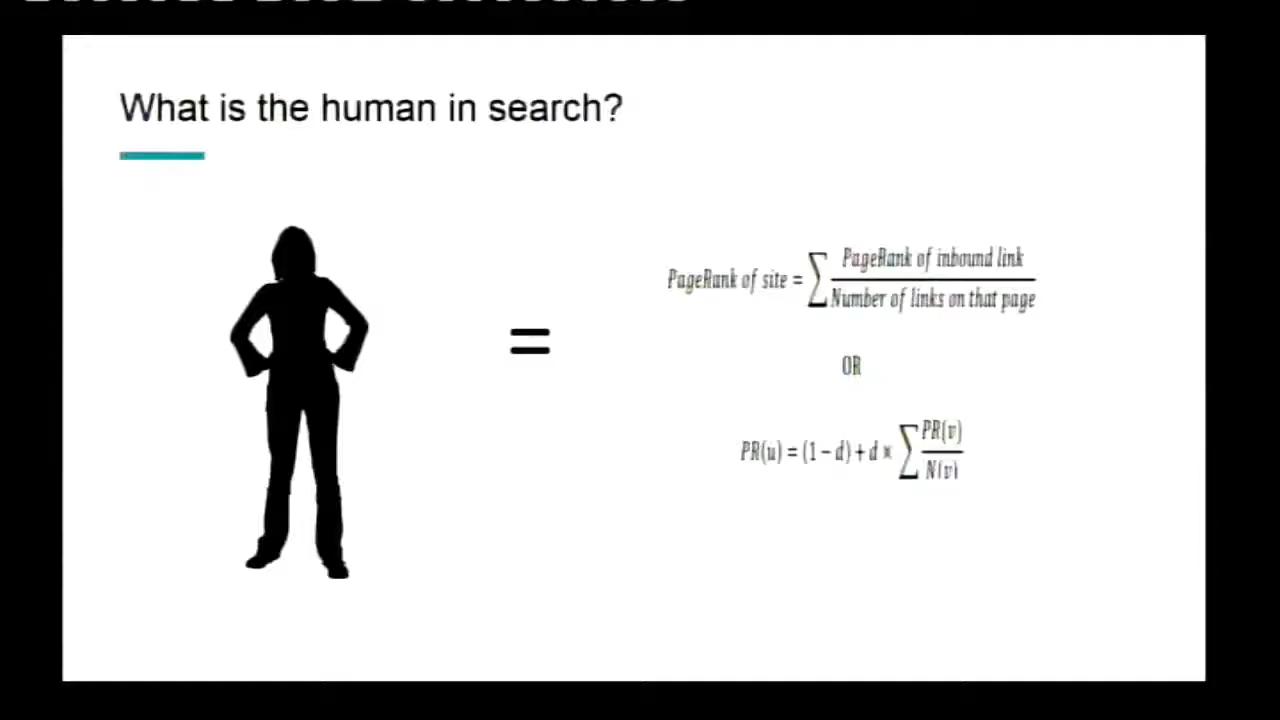 What is the human in search?
=
PageRank of site = ∑ PageRank of inbound link / Number of links on that page
OR
PR(u) = (1 − d) + d × ∑ PR(v) / N(v)